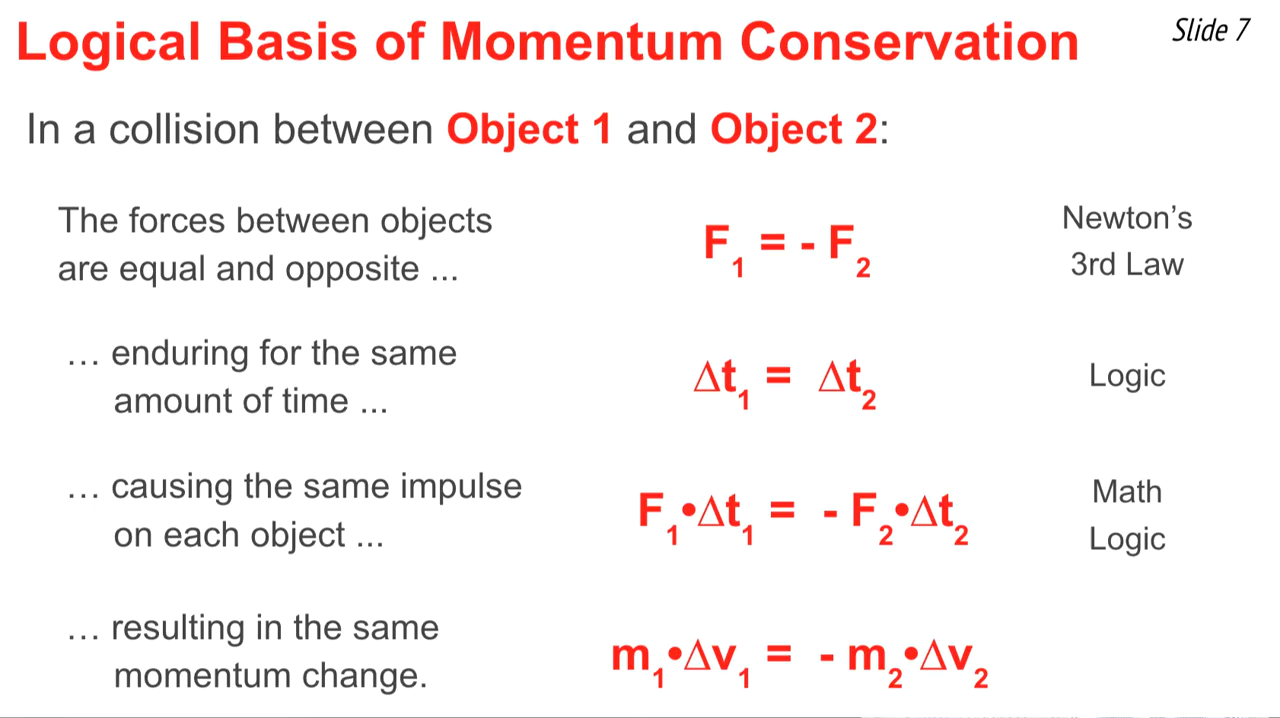 Logical Basis of Momentum Conservation
Slide 7
In a collision between Object 1 and Object 2:
The forces between objects
are equal and opposite ...
F₁ = - F₂
Newton’s
3rd Law
… enduring for the same
amount of time ...
Δt₁ = Δt₂
Logic
… causing the same impulse
on each object ...
F₁•Δt₁ = - F₂•Δt₂
Math
Logic
… resulting in the same
momentum change.
m₁•Δv₁ = - m₂•Δv₂